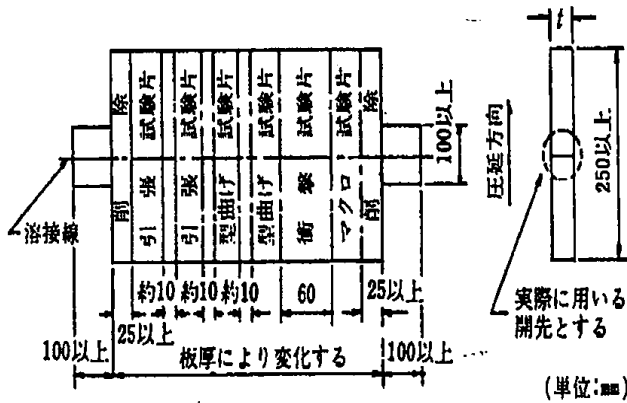 t
削除
引張試験片
引張試験片
型曲げ試験片
型曲げ試験片
衝撃試験片
マクロ試験片
削除
100以上
圧延方向
250以上
溶接線
約10
約10
約10
60
25以上
25以上
実際に用いる
開先とする
100以上
板厚により変化する
100以上
(単位:mm)